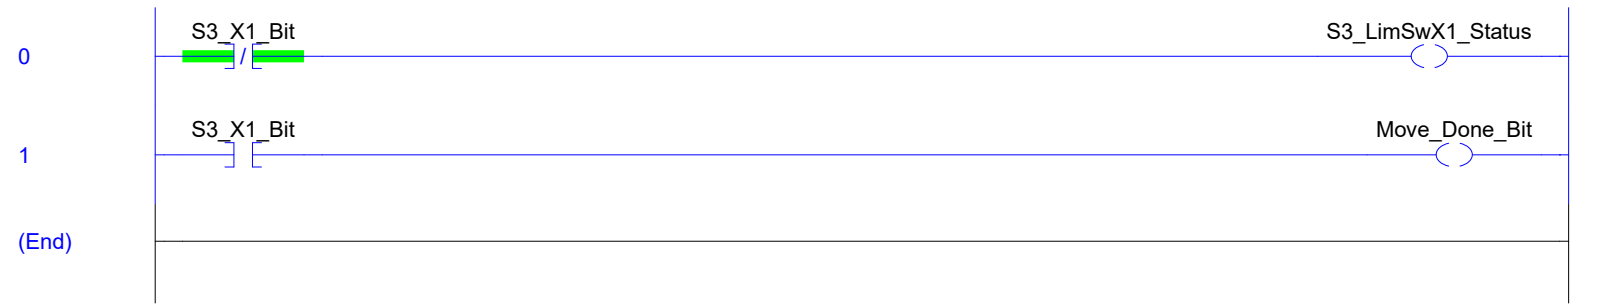 S3_X1_Bit S3_LimSwX1_Status
0 /
S3_X1_Bit Move_Done_Bit
1
(End)